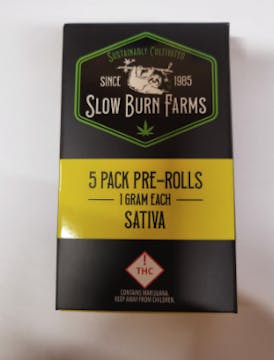 SUSTAINABLY CULTIVATED
SINCE 1985
SLOW BURN FARMS
5 PACK PRE-ROLLS
1 GRAM EACH
SATIVA
!
THC
CONTAINS MARIJUANA
KEEP AWAY FROM CHILDREN